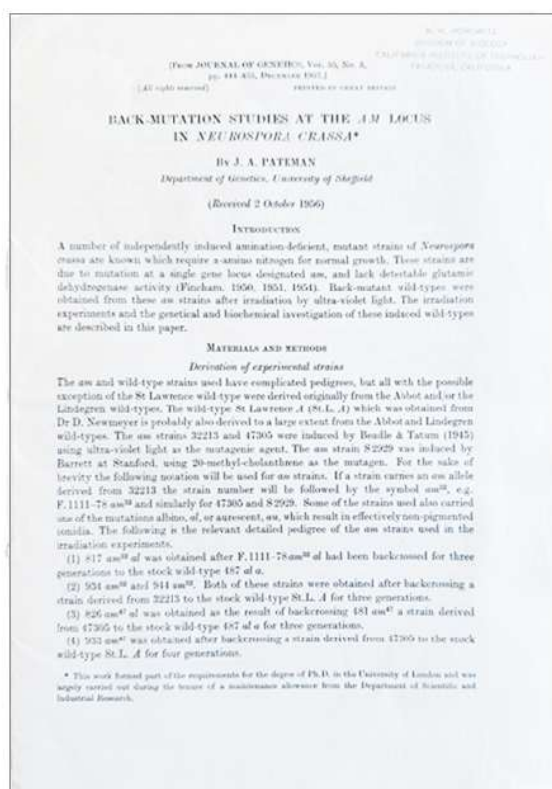 N. H. HOROWITZ
DIVISION OF BIOLOGY
CALIFORNIA INSTITUTE OF TECHNOLOGY
PASADENA, CALIFORNIA
[FROM JOURNAL OF GENETICS, VOL. 55, NO. 3,
pp. 444–455, DECEMBER 1957.]
[All rights reserved] PRINTED IN GREAT BRITAIN
BACK-MUTATION STUDIES AT THE AM LOCUS
IN NEUROSPORA CRASSA*
BY J. A. PATEMAN
Department of Genetics, University of Sheffield
(Received 2 October 1956)
INTRODUCTION
A number of independently induced amination-deficient, mutant strains of Neurospora
crassa are known which require α-amino nitrogen for normal growth. These strains are
due to mutation at a single gene locus designated am, and lack detectable glutamic
dehydrogenase activity (Fincham, 1950, 1951, 1954). Back-mutant wild-types were
obtained from these am strains after irradiation by ultra-violet light. The irradiation
experiments and the genetical and biochemical investigation of these induced wild-types
are described in this paper.
MATERIALS AND METHODS
Derivation of experimental strains
The am and wild-type strains used have complicated pedigrees, but all with the possible
exception of the St Lawrence wild-type were derived originally from the Abbot and/or the
Lindegren wild-types. The wild-type St Lawrence A (St.L. A) which was obtained from
Dr D. Newmeyer is probably also derived to a large extent from the Abbot and Lindegren
wild-types. The am strains 32213 and 47305 were induced by Beadle & Tatum (1945)
using ultra-violet light as the mutagenic agent. The am strain S2929 was induced by
Barrett at Stanford, using 20-methyl-cholanthrene as the mutagen. For the sake of
brevity the following notation will be used for am strains. If a strain carries an am allele
derived from 32213 the strain number will be followed by the symbol am³², e.g.
F.1111–78 am³² and similarly for 47305 and S2929. Some of the strains used also carried
one of the mutations albino, al, or aurescent, au, which result in effectively non-pigmented
conidia. The following is the relevant detailed pedigree of the am strains used in the
irradiation experiments.
(1) 817 am³² al was obtained after F.1111–78 am³² al had been backcrossed for three
generations to the stock wild-type 487 al a.
(2) 934 am³² and 944 am³². Both of these strains were obtained after backcrossing a
strain derived from 32213 to the stock wild-type St.L. A for three generations.
(3) 826 am⁴⁷ al was obtained as the result of backcrossing 481 am⁴⁷ a strain derived
from 47305 to the stock wild-type 487 al a for three generations.
(4) 933 am⁴⁷ was obtained after backcrossing a strain derived from 47305 to the stock
wild-type St.L. A for four generations.
* This work formed part of the requirements for the degree of Ph.D. in the University of London and was
largely carried out during the tenure of a maintenance allowance from the Department of Scientific and
Industrial Research.